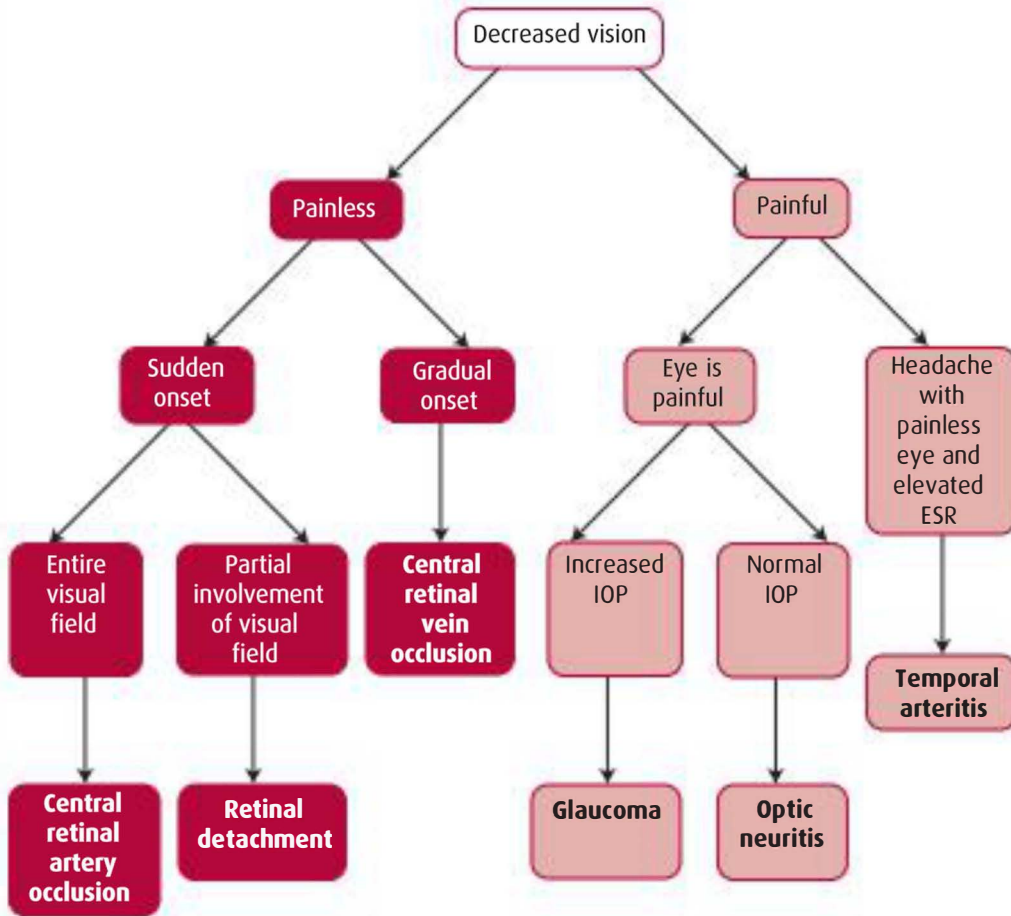 Decreased vision
Painless
Painful
Sudden
onset
Gradual
onset
Eye is
painful
Headache
with
painless
eye and
elevated
ESR
Entire
visual
field
Partial
involvement
of visual
field
Central
retinal
vein
occlusion
Increased
IOP
Normal
IOP
Temporal
arteritis
Central
retinal
artery
occlusion
Retinal
detachment
Glaucoma
Optic
neuritis